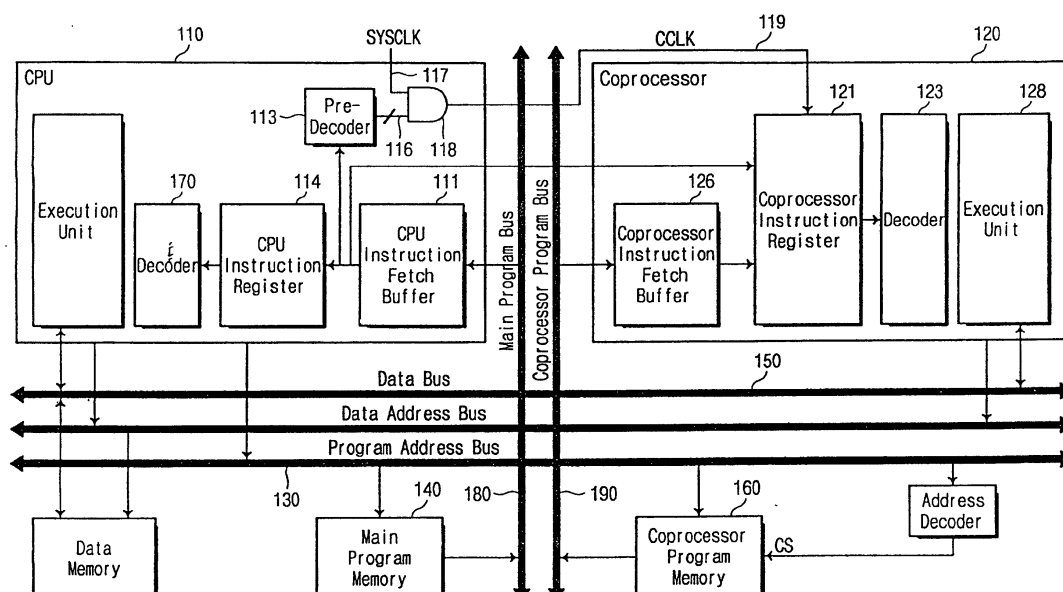 110
SYSCLK
CCLK
119
120
CPU
117
Coprocessor
Pre-
Decoder
113
116
118
121
123
128
170
114
111
126
Execution
Unit
Decoder
CPU
Instruction
Register
CPU
Instruction
Fetch
Buffer
Main Program Bus
Coprocessor Program Bus
Coprocessor
Instruction
Fetch
Buffer
Coprocessor
Instruction
Register
Decoder
Execution
Unit
Data Bus
150
Data Address Bus
Program Address Bus
130
140
180
190
160
Address
Decoder
Data
Memory
Main
Program
Memory
Coprocessor
Program
Memory
CS